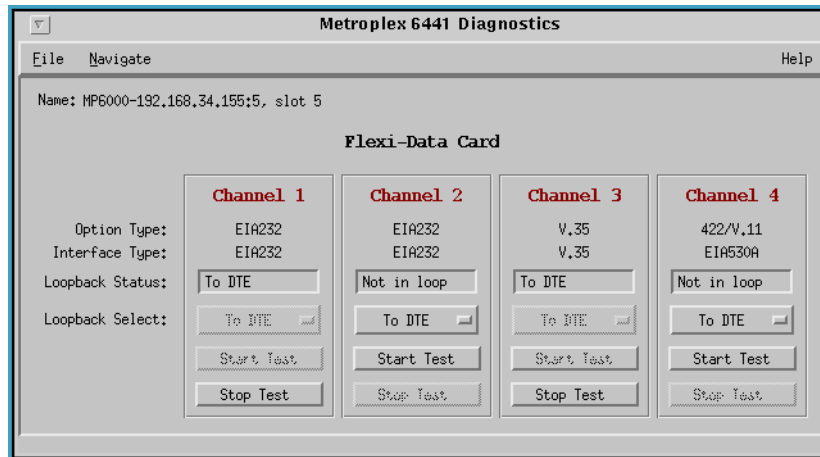 Metroplex 6441 Diagnostics
File Navigate Help
Name: MP6000-192.168.34.155:5, slot 5
Flexi-Data Card
Channel 1 Channel 2 Channel 3 Channel 4
Option Type: EIA232 EIA232 V.35 422/V.11
Interface Type: EIA232 EIA232 V.35 EIA530A
Loopback Status: To DTE Not in loop To DTE Not in loop
Loopback Select: To DTE To DTE To DTE To DTE
Start Test Start Test Start Test Start Test
Stop Test Stop Test Stop Test Stop Test